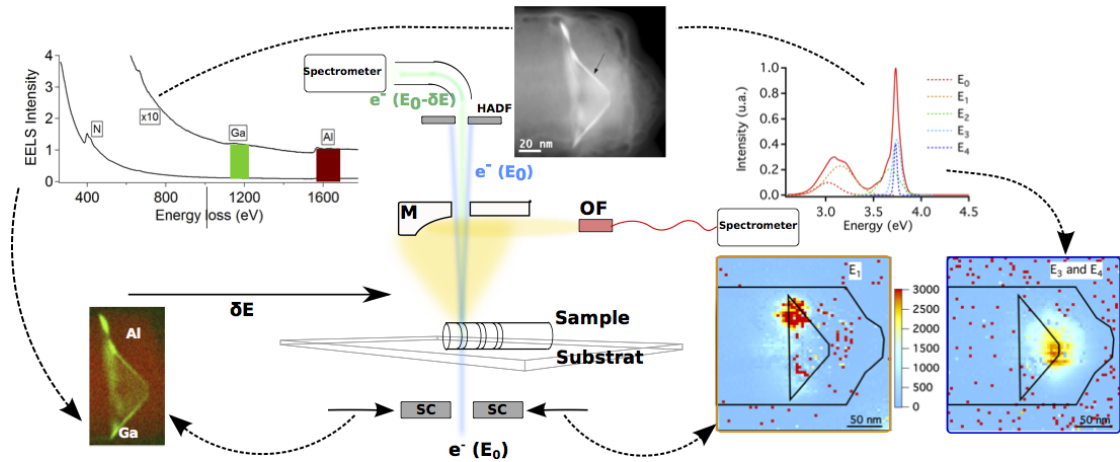 4
3
2
1
0
EELS Intensity
N
x10
Ga
Al
400
800
1200
1600
Energy loss (eV)
Spectrometer
e⁻ (E₀-δE)
HADF
e⁻ (E₀)
20 nm
1.0
0.8
0.6
0.4
0.2
0.0
Intensity (u.a.)
E₀
E₁
E₂
E₃
E₄
3.0
3.5
4.0
4.5
Energy (eV)
M
OF
Spectrometer
δE
Sample
Substrat
SC
SC
e⁻ (E₀)
Al
Ga
E₁
50 nm
3000
2500
2000
1500
1000
500
0
E₃ and E₄
50 nm